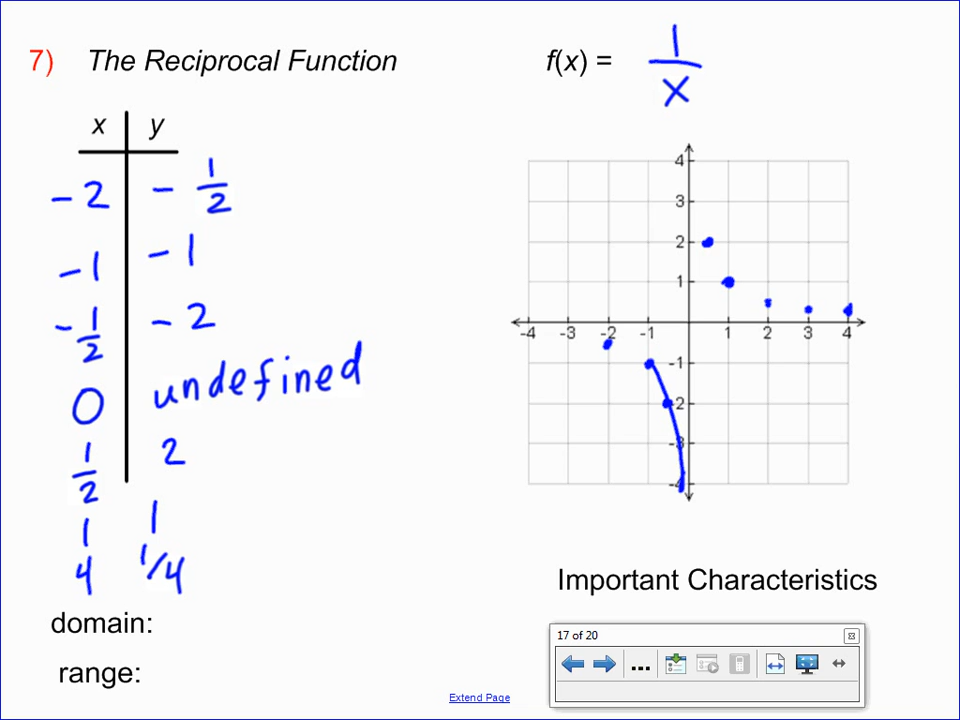 7) The Reciprocal Function f(x) = 1/x
x y
-2 - 1/2
-1 -1
-1/2 -2
0 undefined
1/2 2
1 1
4 1/4
4
3
2
1
-4 -3 -2 -1 1 2 3 4
-1
-2
-3
-4
Important Characteristics
domain:
range:
17 of 20
...
Extend Page